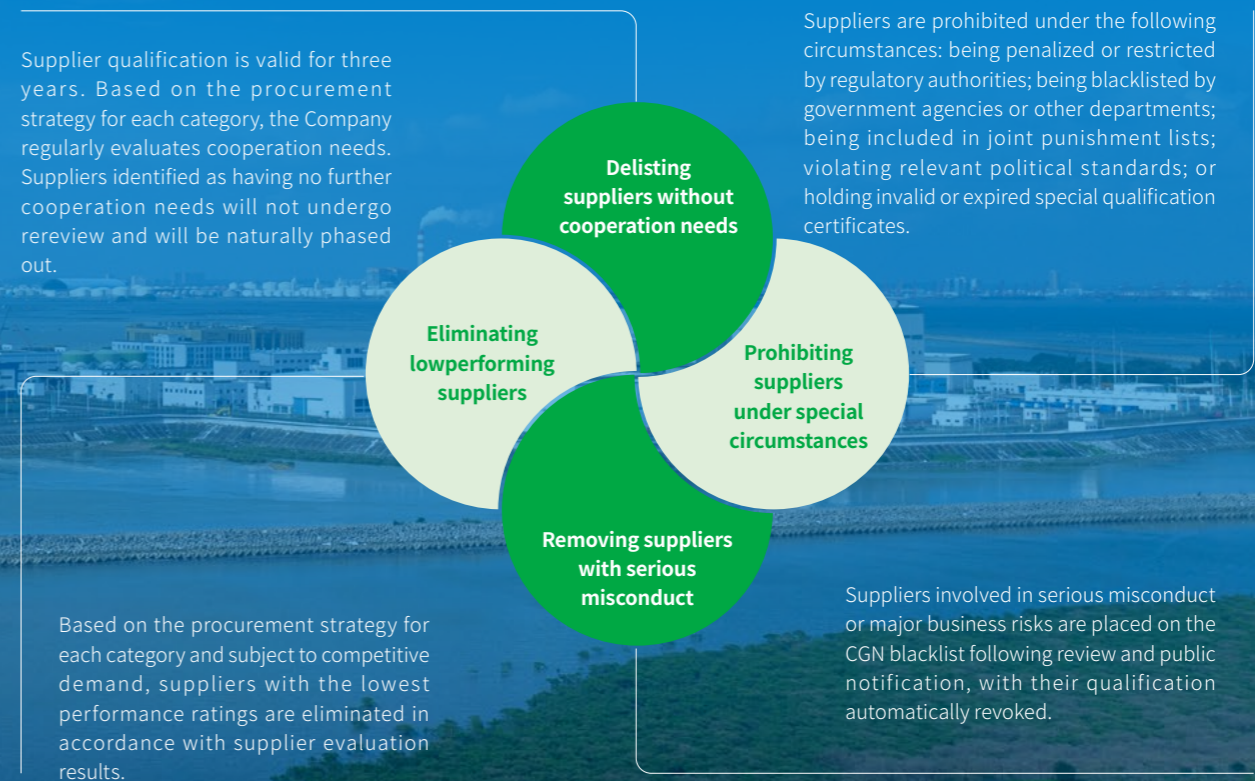 Supplier qualification is valid for three
years. Based on the procurement
strategy for each category, the Company
regularly evaluates cooperation needs.
Suppliers identified as having no further
cooperation needs will not undergo
rereview and will be naturally phased
out.
Suppliers are prohibited under the following
circumstances: being penalized or restricted
by regulatory authorities; being blacklisted by
government agencies or other departments;
being included in joint punishment lists;
violating relevant political standards; or
holding invalid or expired special qualification
certificates.
Delisting
suppliers without
cooperation needs
Eliminating
lowperforming
suppliers
Prohibiting
suppliers
under special
circumstances
Removing suppliers
with serious
misconduct
Based on the procurement strategy for
each category and subject to competitive
demand, suppliers with the lowest
performance ratings are eliminated in
accordance with supplier evaluation
results.
Suppliers involved in serious misconduct
or major business risks are placed on the
CGN blacklist following review and public
notification, with their qualification
automatically revoked.